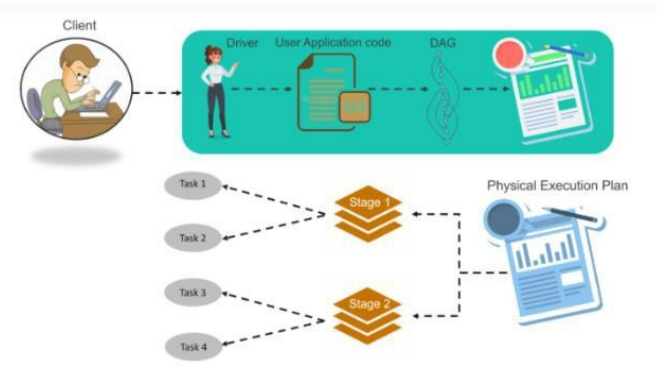 Client
Driver
User Application code
DAG
Physical Execution Plan
Task 1
Stage 1
Task 2
Task 3
Stage 2
Task 4